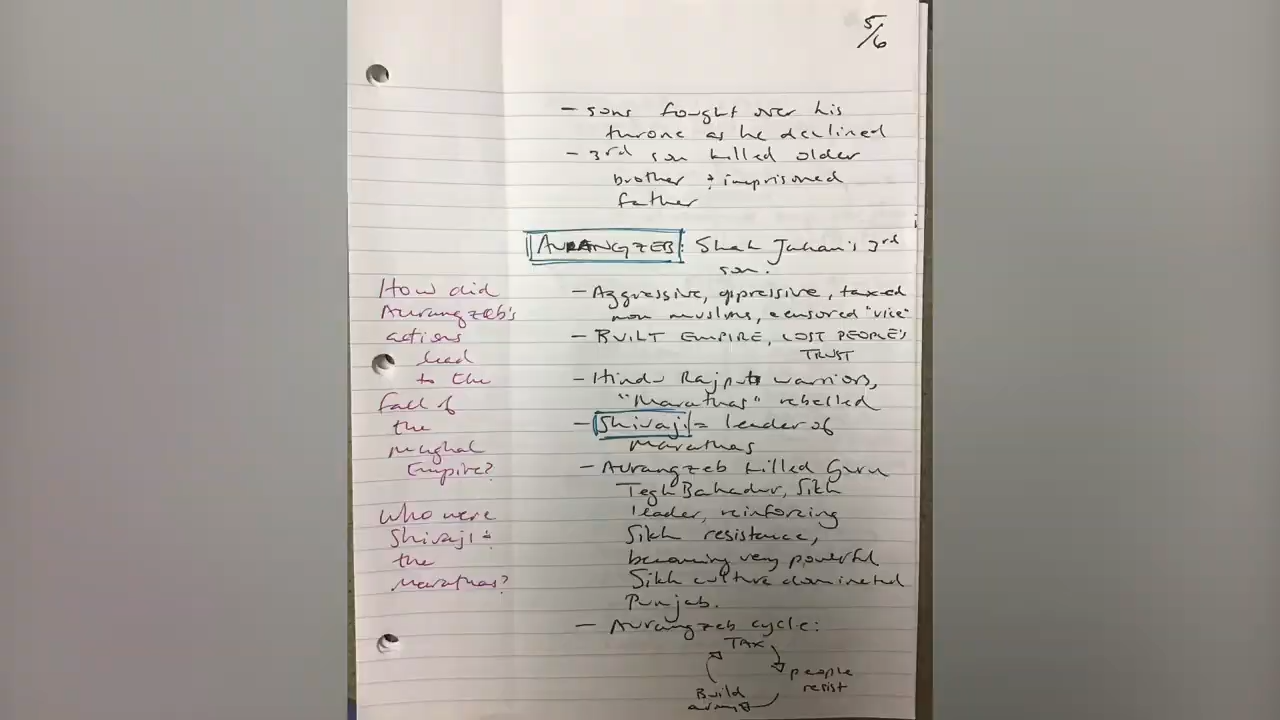 5/6
- sons fought over his
throne as he declined
- 3rd son killed older
brother + imprisoned
father
AURANGZEB: Shah Jahan's 3rd
son.
How did
Aurangzeb's
actions
lead
to the
fall of
the
mughal
Empire?
- Aggressive, oppressive, taxed
non muslims, censored "vice"
- BUILT EMPIRE, LOST PEOPLE'S
TRUST
- Hindu Rajput warriors,
"Marathas" rebelled
- Shivaji = leader of
Marathas
- Aurangzeb killed Guru
Tegh Bahadur, Sikh
leader, reinforcing
Sikh resistance,
becoming very powerful
Sikh culture dominated
Punjab.
Who were
Shivaji +
the
Marathas?
- Aurangzeb cycle:
TAX
people
resist
Build
army